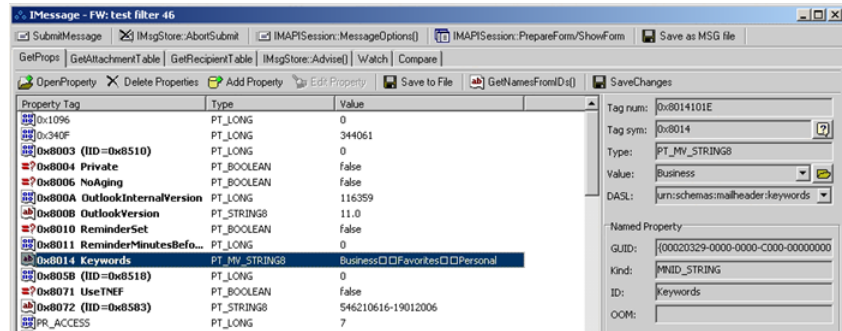 IMessage - FW: test filter 46
SubmitMessage IMsgStore::AbortSubmit IMAPISession::MessageOptions() IMAPISession::PrepareForm/ShowForm Save as MSG file
GetProps GetAttachmentTable GetRecipientTable IMsgStore::Advise() Watch Compare
OpenProperty Delete Properties Add Property Edit Property Save to File GetNamesFromIDs() SaveChanges
Property Tag Type Value
0x1096 PT_LONG 0
0x340F PT_LONG 344061
0x8003 (lID=0x8510) PT_LONG 0
0x8004 Private PT_BOOLEAN false
0x8006 NoAging PT_BOOLEAN false
0x800A OutlookInternalVersion PT_LONG 116359
0x800B OutlookVersion PT_STRING8 11.0
0x8010 ReminderSet PT_BOOLEAN false
0x8011 ReminderMinutesBefo... PT_LONG 0
0x8014 Keywords PT_MV_STRING8 Business□□Favorites□□Personal
0x805B (lID=0x8518) PT_LONG 0
0x8071 UseTNEF PT_BOOLEAN false
0x8072 (lID=0x8583) PT_STRING8 546210616-19012006
PR_ACCESS PT_LONG 7
Tag num: 0x8014101E
Tag sym: 0x8014
Type: PT_MV_STRING8
Value: Business
DASL: urn:schemas:mailheader:keywords
Named Property
GUID: {00020329-0000-0000-C000-00000000
Kind: MNID_STRING
ID: Keywords
OOM: